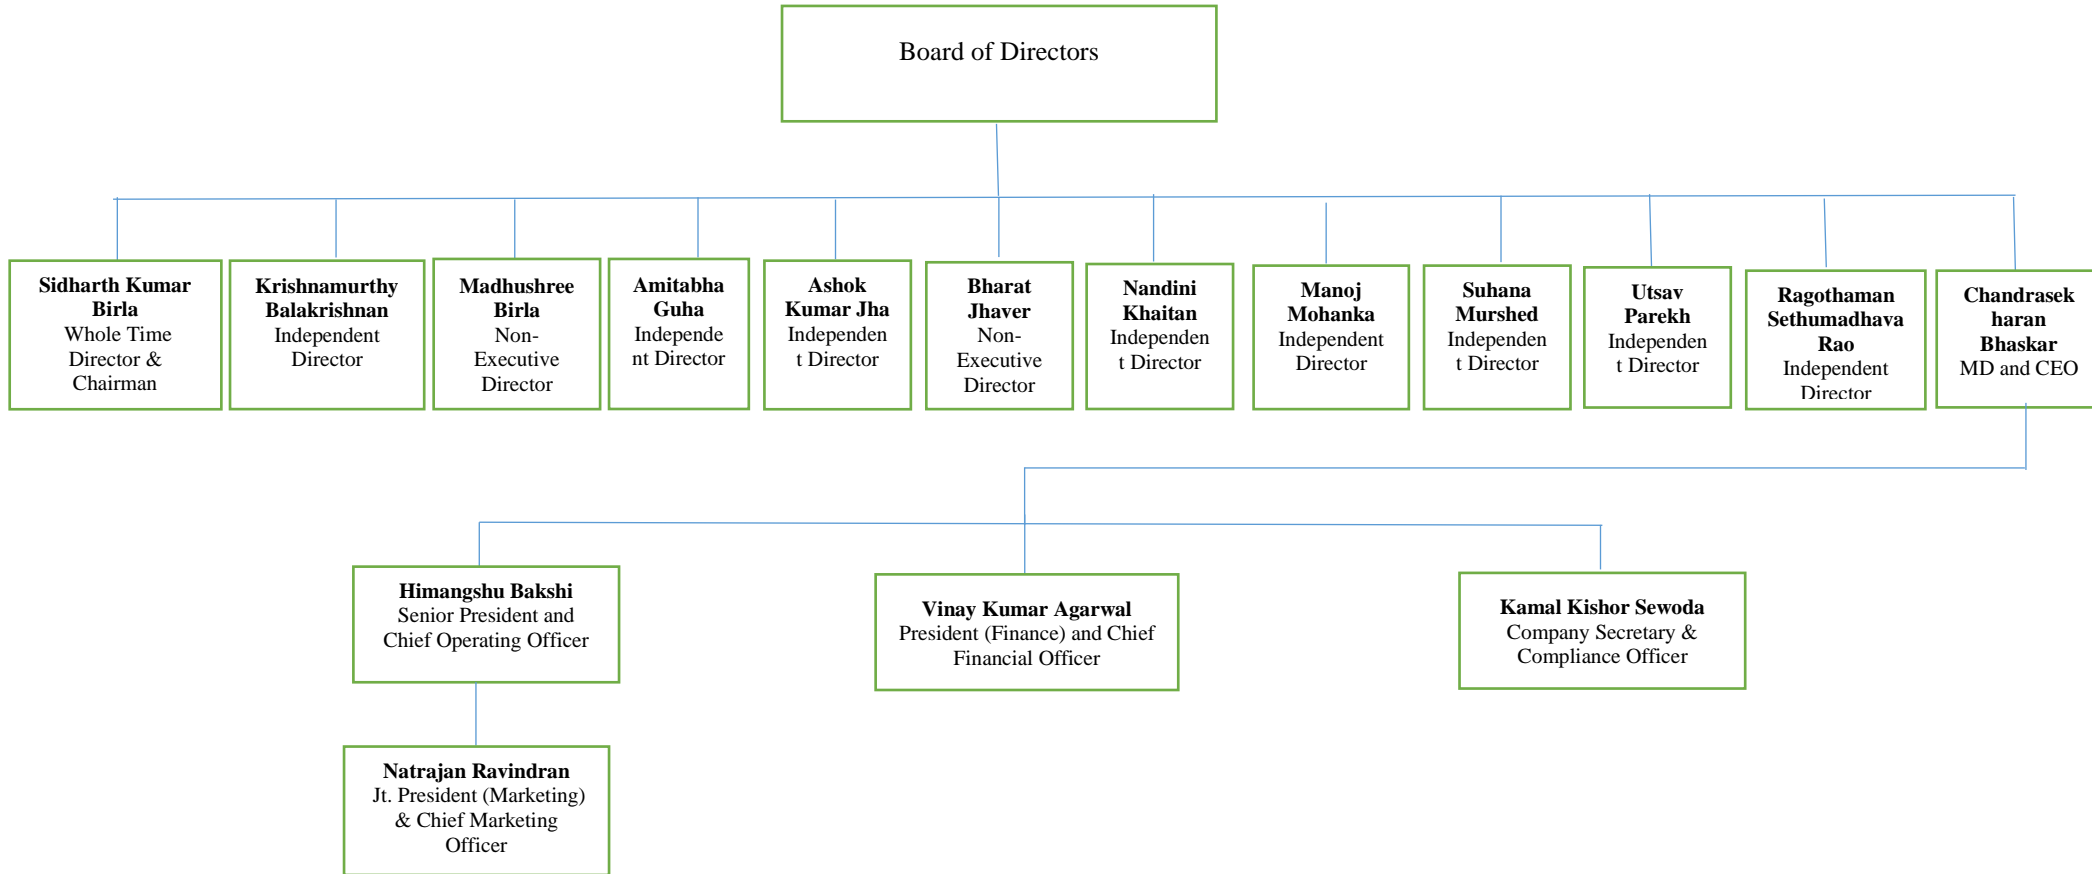 Board of Directors
Sidharth Kumar
Birla
Whole Time
Director &
Chairman
Krishnamurthy
Balakrishnan
Independent
Director
Madhushree
Birla
Non-
Executive
Director
Amitabha
Guha
Independe
nt Director
Ashok
Kumar Jha
Independen
t Director
Bharat
Jhaver
Non-
Executive
Director
Nandini
Khaitan
Independen
t Director
Manoj
Mohanka
Independent
Director
Suhana
Murshed
Independen
t Director
Utsav
Parekh
Independen
t Director
Ragothaman
Sethumadhava
Rao
Independent
Director
Chandrasek
haran
Bhaskar
MD and CEO
Himangshu Bakshi
Senior President and
Chief Operating Officer
Vinay Kumar Agarwal
President (Finance) and Chief
Financial Officer
Kamal Kishor Sewoda
Company Secretary &
Compliance Officer
Natrajan Ravindran
Jt. President (Marketing)
& Chief Marketing
Officer